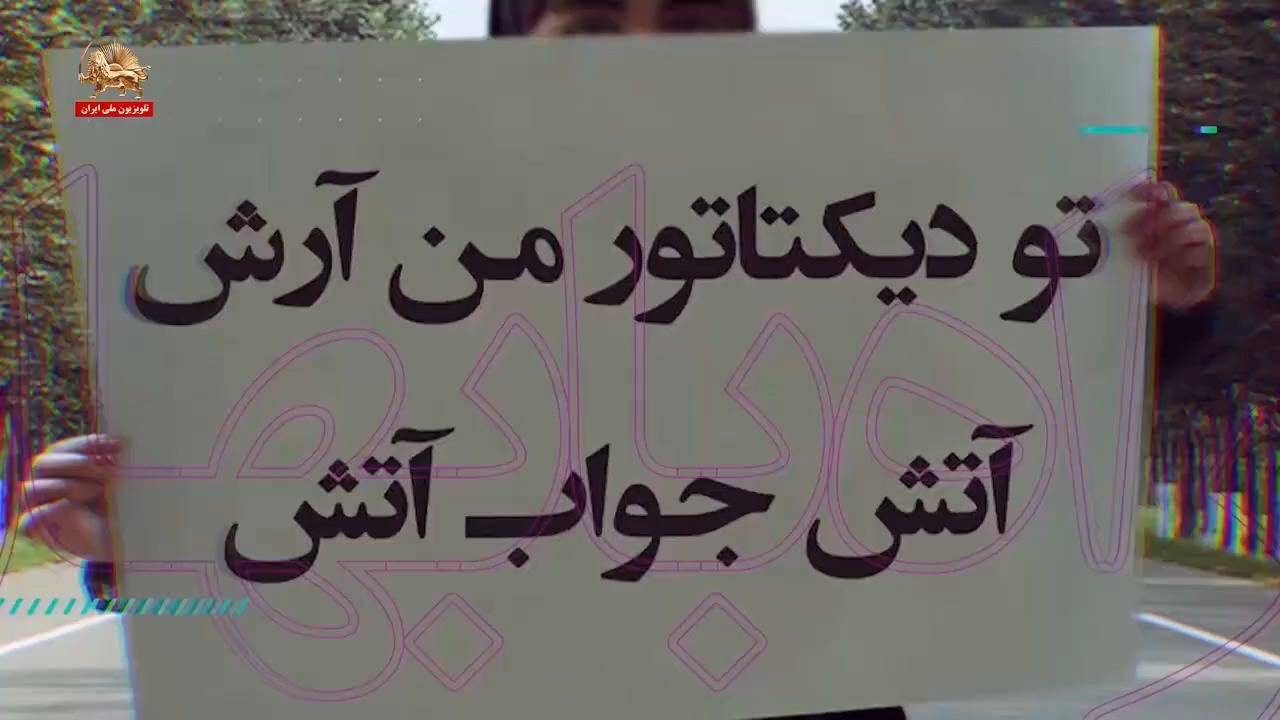 تلویزیون ملی ایران
تو دیکتاتور من آرش
آتش جواب آتش